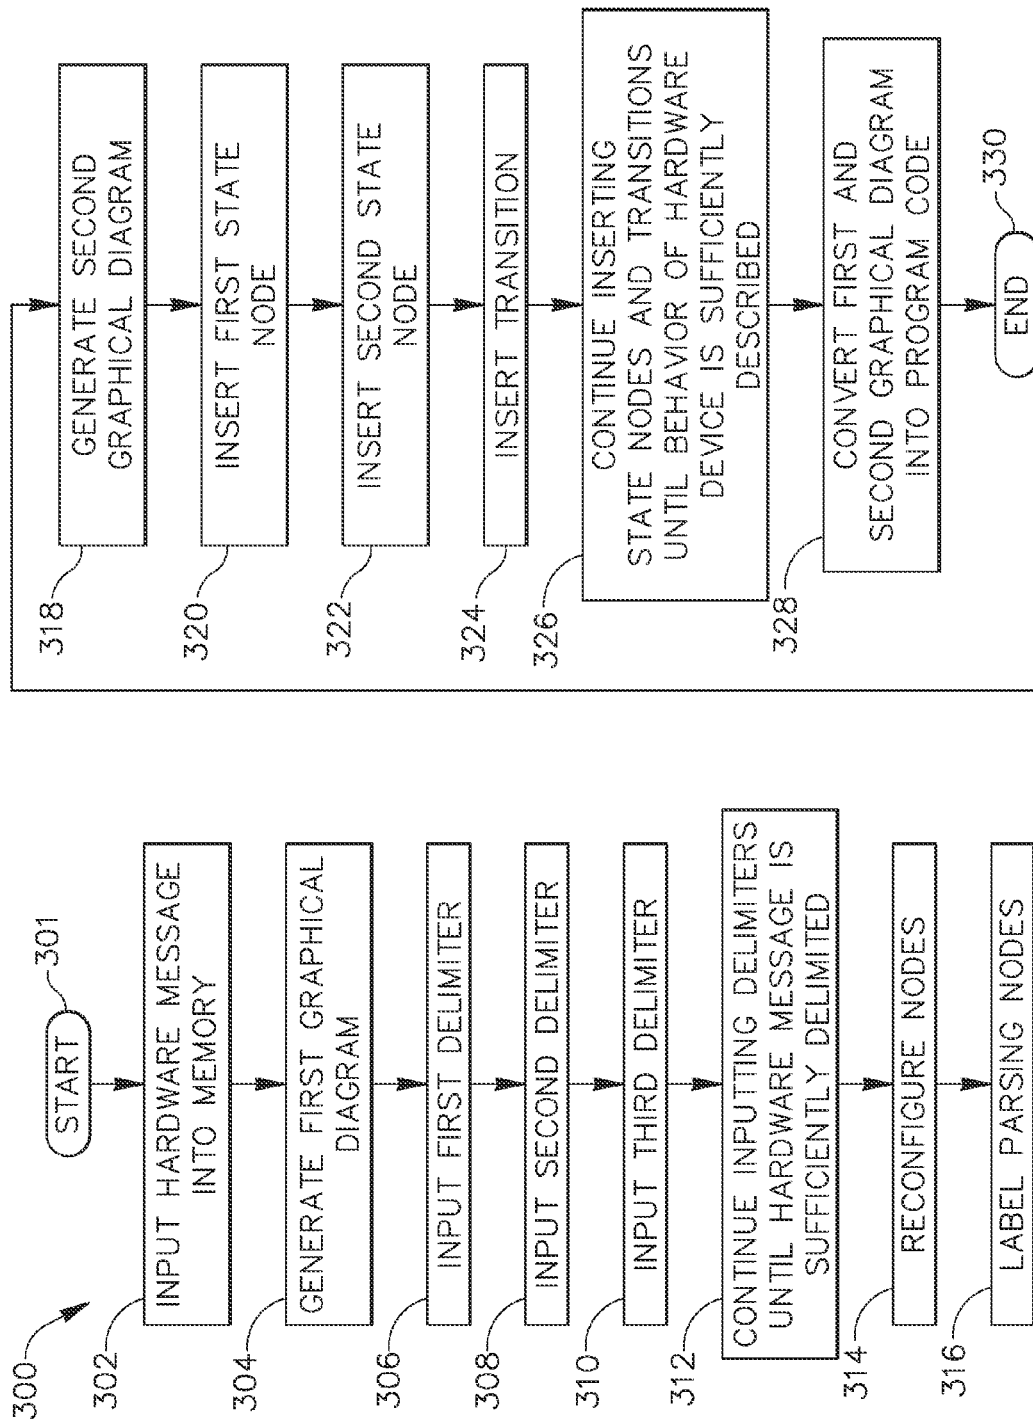 300
START
301
302
INPUT HARDWARE MESSAGE
INTO MEMORY
304
GENERATE FIRST GRAPHICAL
DIAGRAM
306
INPUT FIRST DELIMITER
308
INPUT SECOND DELIMITER
310
INPUT THIRD DELIMITER
312
CONTINUE INPUTTING DELIMITERS
UNTIL HARDWARE MESSAGE IS
SUFFICIENTLY DELIMITED
314
RECONFIGURE NODES
316
LABEL PARSING NODES
318
GENERATE SECOND
GRAPHICAL DIAGRAM
320
INSERT FIRST STATE
NODE
322
INSERT SECOND STATE
NODE
324
INSERT TRANSITION
326
CONTINUE INSERTING
STATE NODES AND TRANSITIONS
UNTIL BEHAVIOR OF HARDWARE
DEVICE IS SUFFICIENTLY
DESCRIBED
328
CONVERT FIRST AND
SECOND GRAPHICAL DIAGRAM
INTO PROGRAM CODE
END
330